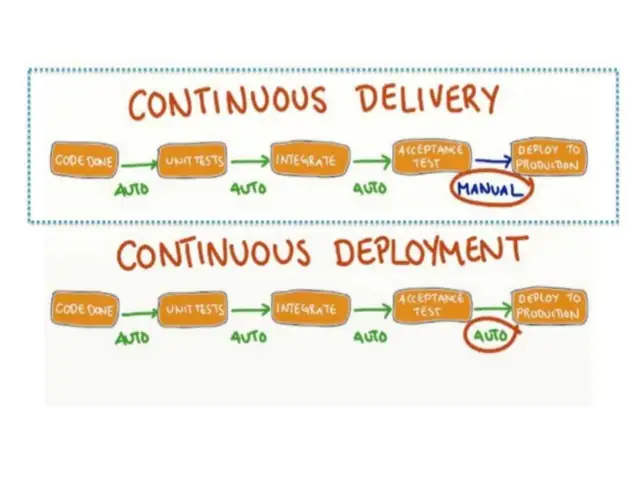 CONTINUOUS DELIVERY
CODE DONE
UNIT TESTS
INTEGRATE
ACCEPTANCE
TEST
DEPLOY TO
PRODUCTION
AUTO
AUTO
AUTO
MANUAL
CONTINUOUS DEPLOYMENT
CODE DONE
UNIT TESTS
INTEGRATE
ACCEPTANCE
TEST
DEPLOY TO
PRODUCTION
AUTO
AUTO
AUTO
AUTO